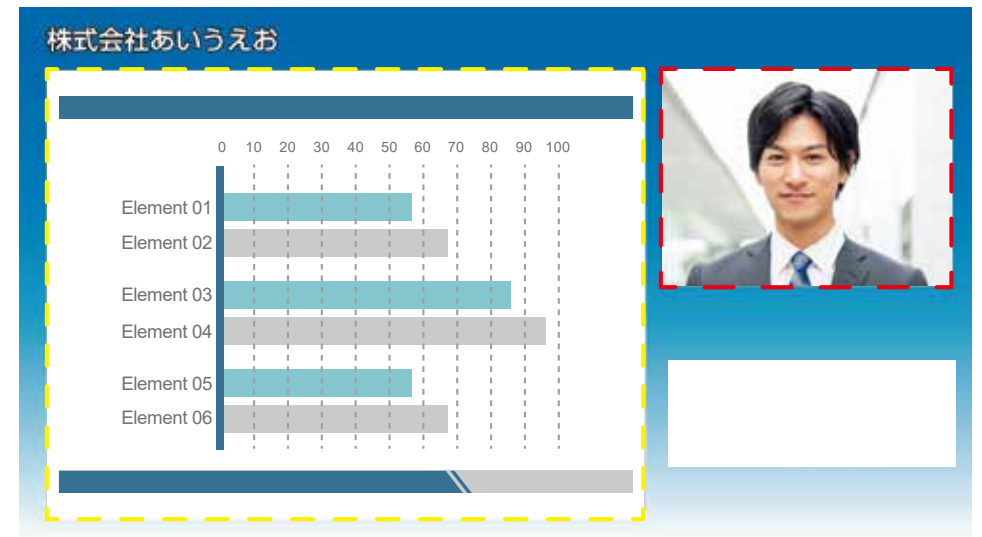 株式会社あいうえお
0 10 20 30 40 50 60 70 80 90 100
Element 01
Element 02
Element 03
Element 04
Element 05
Element 06